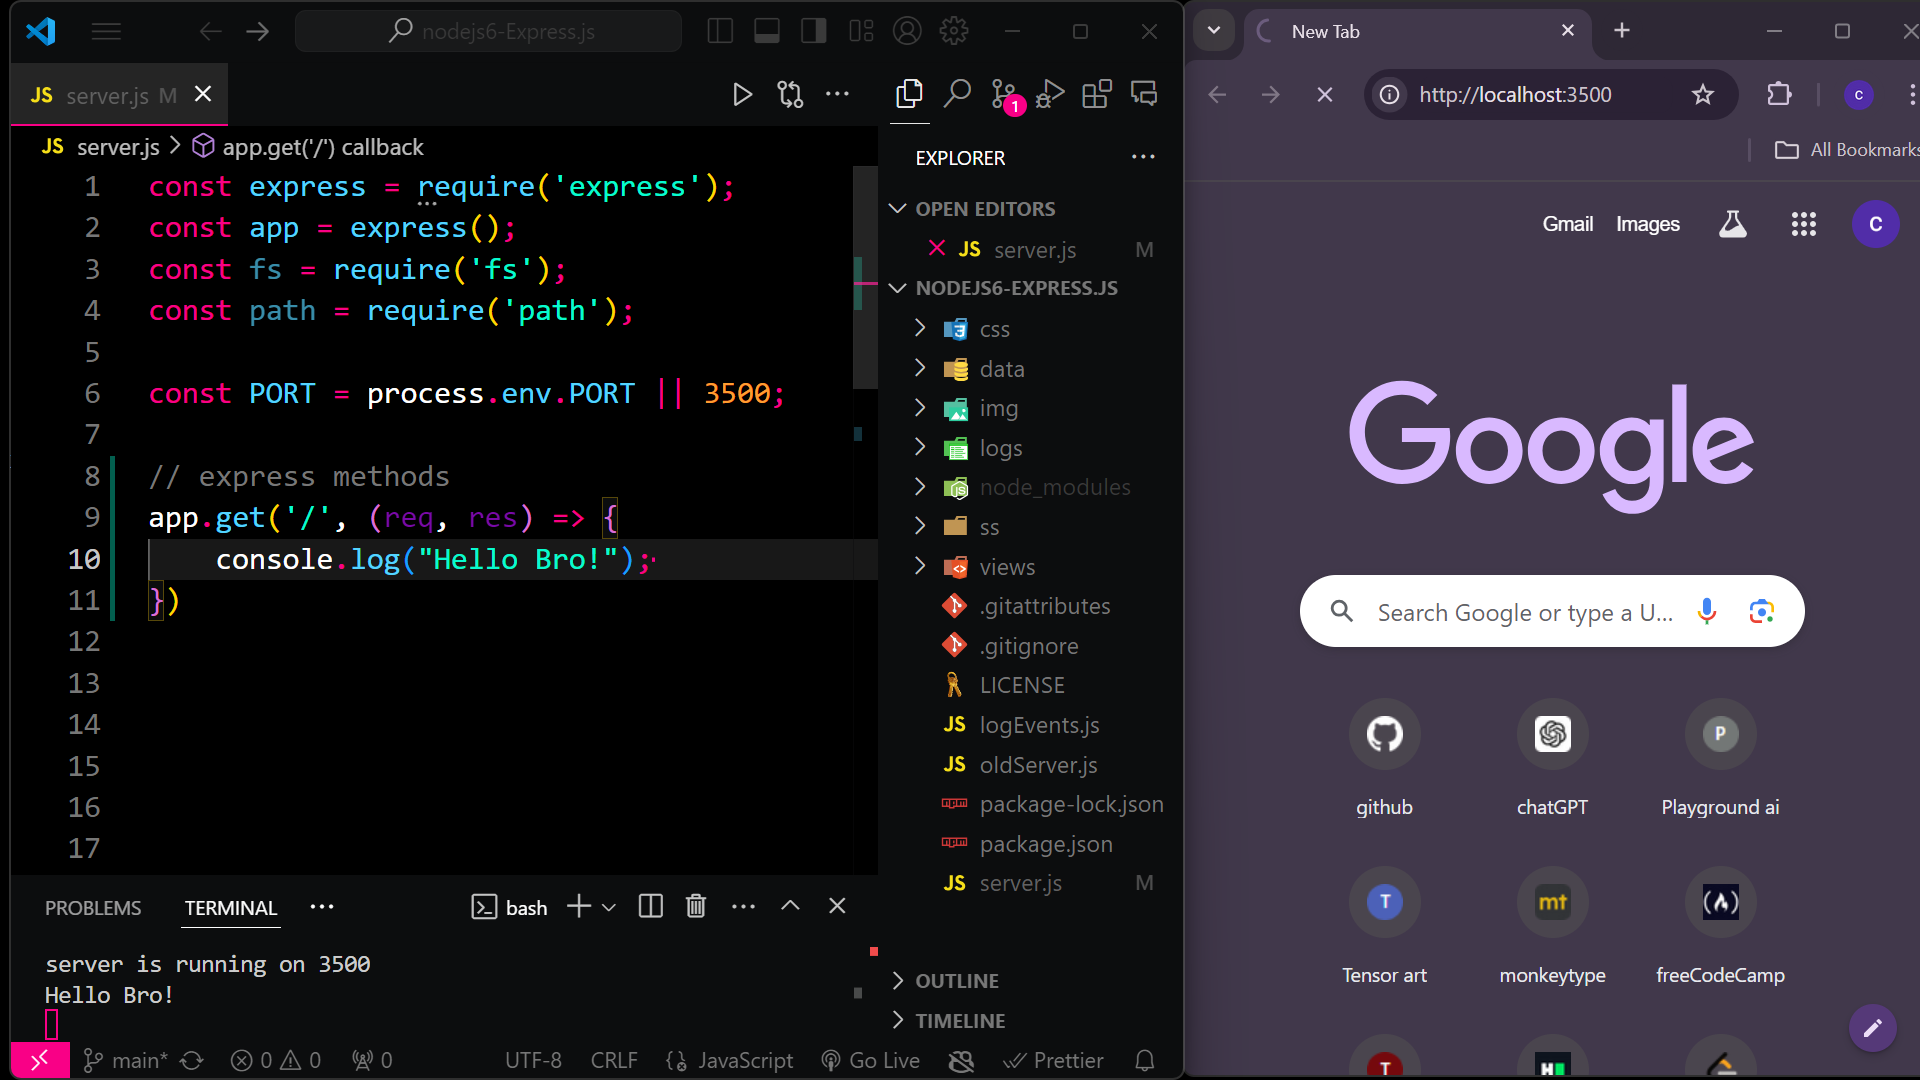 nodejs6-Express.js
JS server.js M
JS server.js > app.get('/') callback
1 const express = require('express');
2 const app = express();
3 const fs = require('fs');
4 const path = require('path');
5
6 const PORT = process.env.PORT || 3500;
7
8 // express methods
9 app.get('/', (req, res) => {
10 console.log("Hello Bro!");
11 })
12
13
14
15
16
17
PROBLEMS TERMINAL ... bash
server is running on 3500
Hello Bro!
main* 0 0 0 UTF-8 CRLF JavaScript Go Live Prettier
1
EXPLORER
OPEN EDITORS
JS server.js M
NODEJS6-EXPRESS.JS
css
data
img
logs
node_modules
ss
views
.gitattributes
.gitignore
LICENSE
JS logEvents.js
JS oldServer.js
package-lock.json
package.json
JS server.js M
OUTLINE
TIMELINE
New Tab
http://localhost:3500 c
All Bookmarks
Gmail Images C
Google
Search Google or type a U...
P
github chatGPT Playground ai
T mt (/\)
Tensor art monkeytype freeCodeCamp
T H